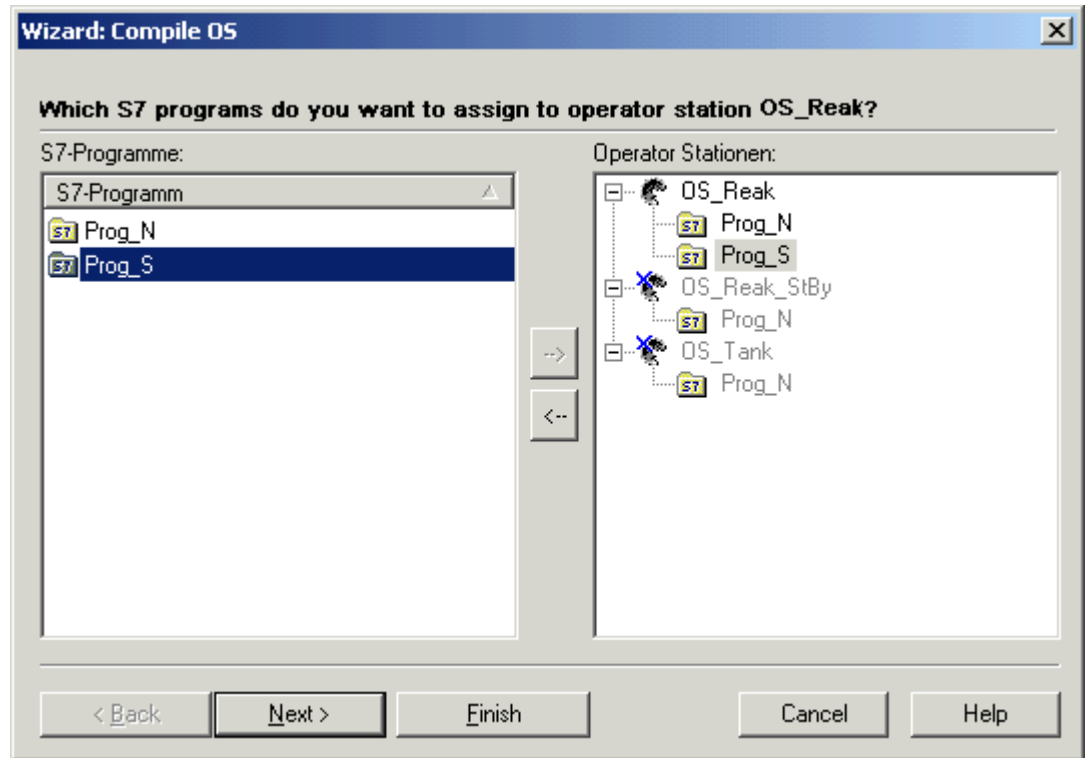 Wizard: Compile OS
Which S7 programs do you want to assign to operator station OS_Reak?
S7-Programme:
S7-Programm
Prog_N
Prog_S
-->
<--
Operator Stationen:
OS_Reak
Prog_N
Prog_S
OS_Reak_StBy
Prog_N
OS_Tank
Prog_N
< Back
Next >
Finish
Cancel
Help